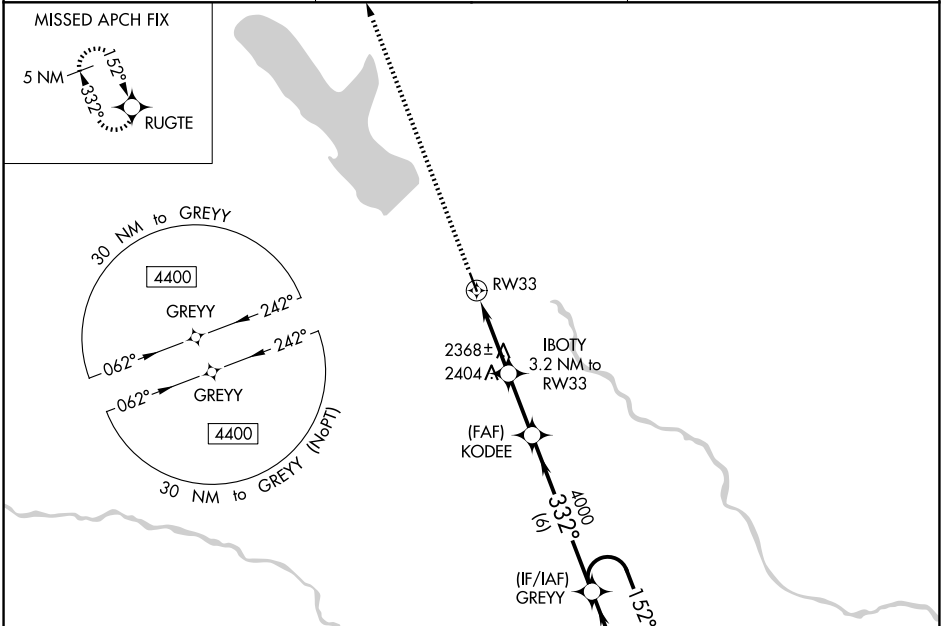 MISSED APCH FIX
5 NM
152°
332°
RUGTE
30 NM to GREYY
4400
GREYY
242°
062°
242°
062°
GREYY
4400
30 NM to GREYY (NoPT)
RW33
2368±
2404
IBOTY
3.2 NM to
RW33
(FAF)
KODEE
4000
332°
(6)
(IF/IAF)
GREYY
152°